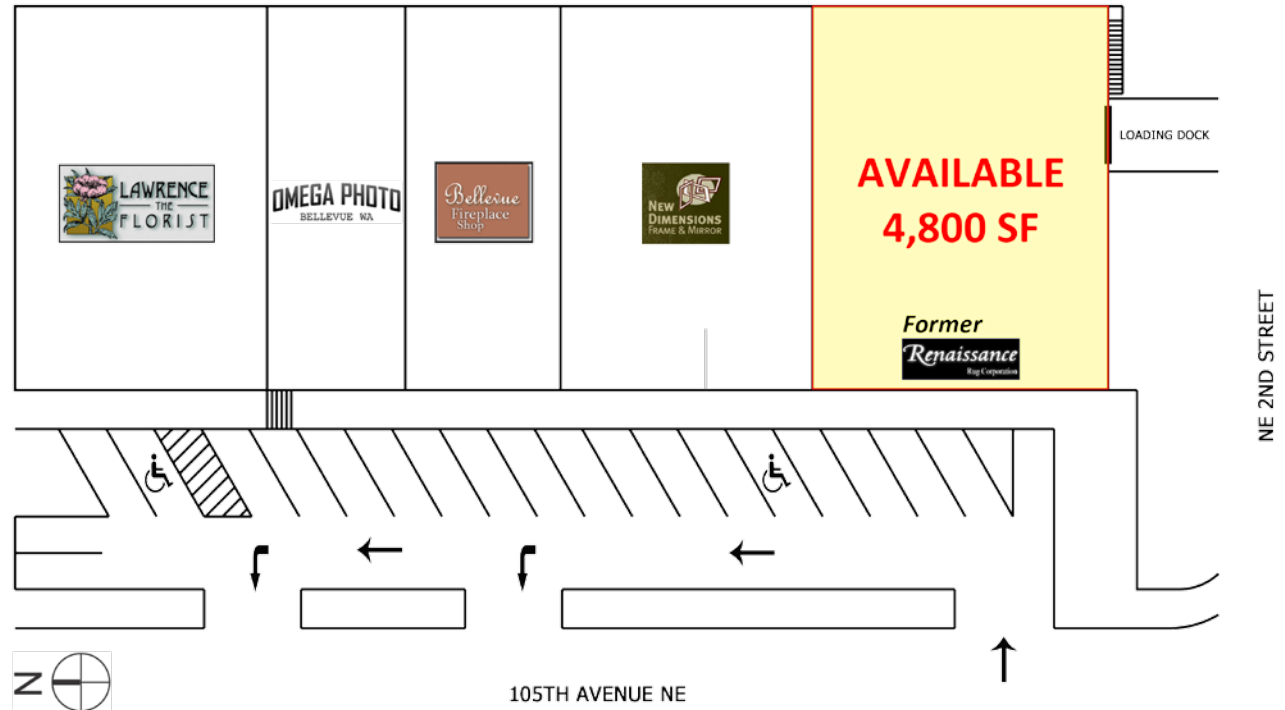 LAWRENCE
THE
FLORIST
OMEGA PHOTO
BELLEVUE WA
Bellevue
Fireplace
Shop
NEW
DIMENSIONS
FRAME & MIRROR
AVAILABLE
4,800 SF
Former
Renaissance
Rug Corporation
LOADING DOCK
NE 2ND STREET
N
105TH AVENUE NE